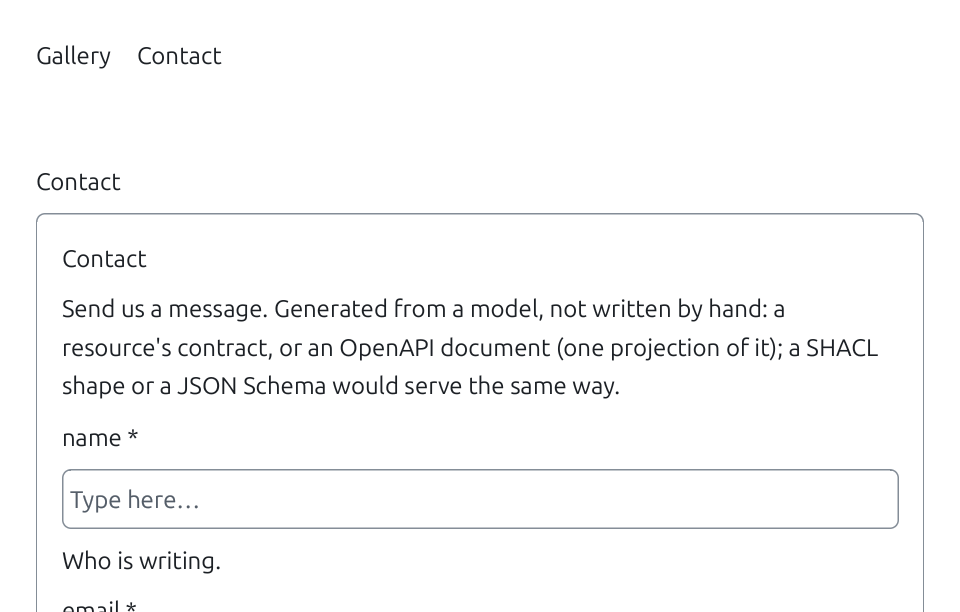 Gallery Contact
Contact
Contact
Send us a message. Generated from a model, not written by hand: a
resource's contract, or an OpenAPI document (one projection of it); a SHACL
shape or a JSON Schema would serve the same way.
name *
Type here…
Who is writing.
email *